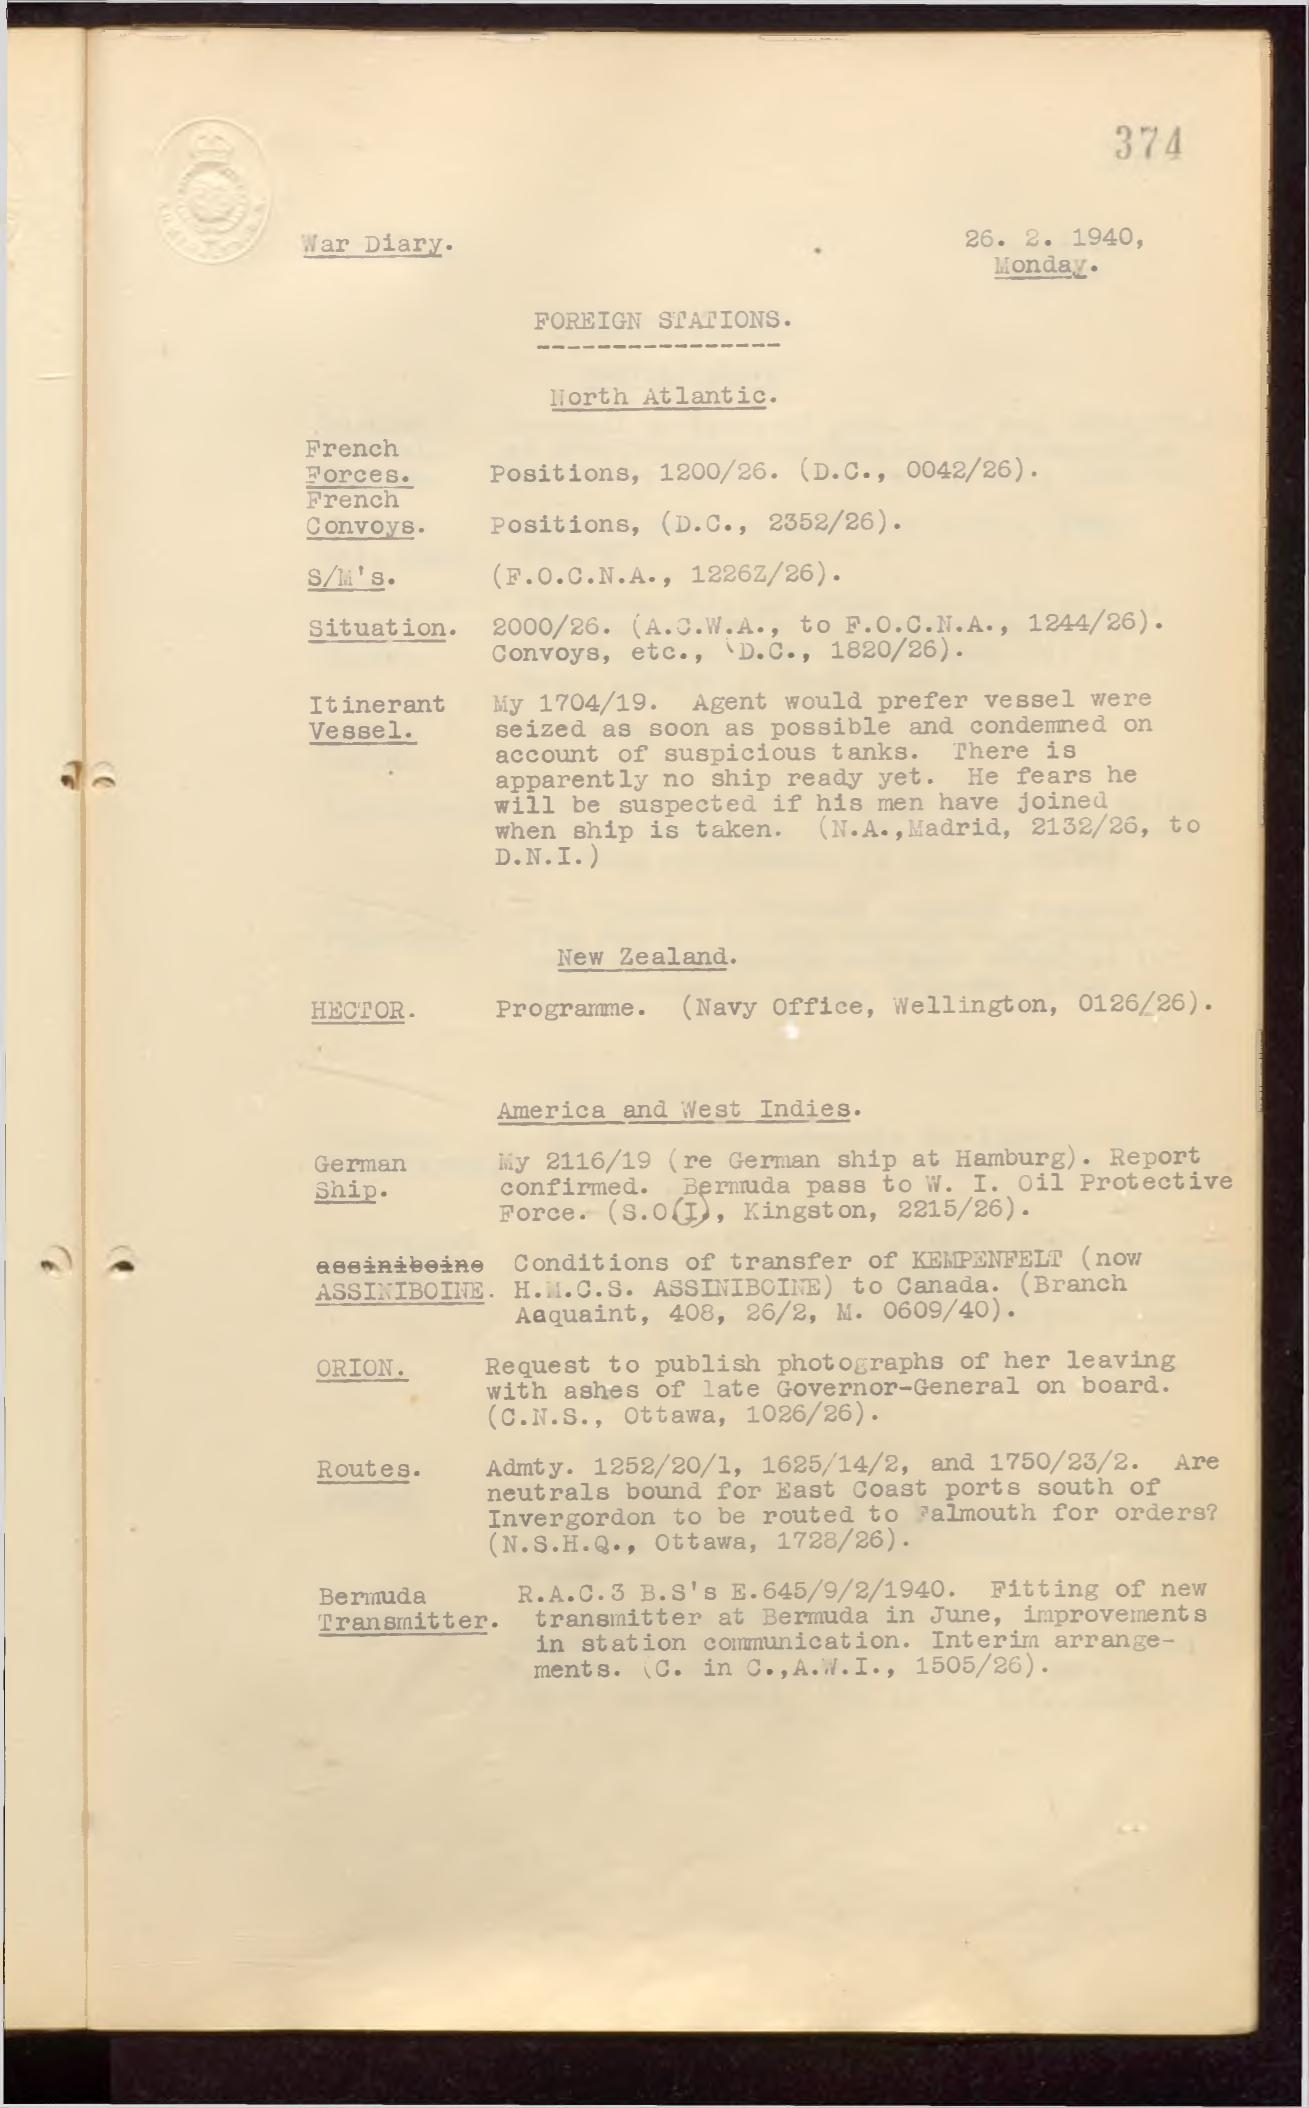 374
War Diary.
26. 2. 1940,
Monday.
FOREIGN STATIONS.
----------------
North Atlantic.
French
Forces. Positions, 1200/26. (D.C., 0042/26).
French
Convoys. Positions, (D.C., 2352/26).
S/M's. (F.O.C.N.A., 1226Z/26).
Situation. 2000/26. (A.C.W.A., to F.O.C.N.A., 1244/26).
Convoys, etc., (D.C., 1820/26).
Itinerant My 1704/19. Agent would prefer vessel were
Vessel. seized as soon as possible and condemned on
account of suspicious tanks. There is
apparently no ship ready yet. He fears he
will be suspected if his men have joined
when ship is taken. (N.A.,Madrid, 2132/26, to
D.N.I.)
New Zealand.
HECTOR. Programme. (Navy Office, Wellington, 0126/26).
America and West Indies.
German My 2116/19 (re German ship at Hamburg). Report
Ship. confirmed. Bermuda pass to W. I. Oil Protective
Force. (S.O(I), Kingston, 2215/26).
assiniboine Conditions of transfer of KEMPENFELT (now
ASSINIBOINE. H.M.C.S. ASSINIBOINE) to Canada. (Branch
Aaquaint, 408, 26/2, M. 0609/40).
ORION. Request to publish photographs of her leaving
with ashes of late Governor-General on board.
(C.N.S., Ottawa, 1026/26).
Routes. Admty. 1252/20/1, 1625/14/2, and 1750/23/2. Are
neutrals bound for East Coast ports south of
Invergordon to be routed to Falmouth for orders?
(N.S.H.Q., Ottawa, 1728/26).
Bermuda R.A.C.3 B.S's E.645/9/2/1940. Fitting of new
Transmitter. transmitter at Bermuda in June, improvements
in station communication. Interim arrange-
ments. (C. in C.,A.W.I., 1505/26).